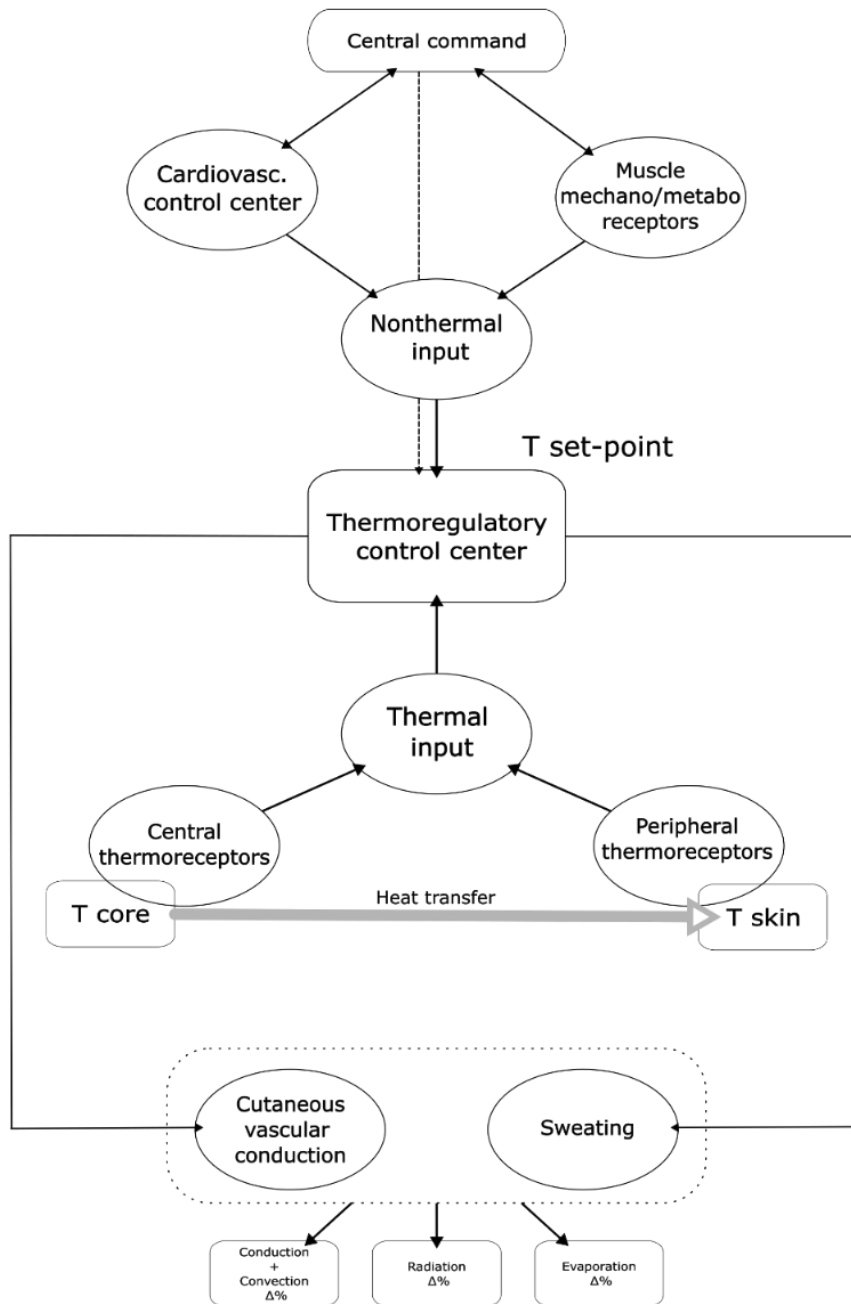 Central command
Cardiovasc.
control center
Muscle
mechano/metabo
receptors
Nonthermal
input
T set-point
Thermoregulatory
control center
Thermal
input
Central
thermoreceptors
Peripheral
thermoreceptors
T core
Heat transfer
T skin
Cutaneous
vascular
conduction
Sweating
Conduction
+
Convection
Δ%
Radiation
Δ%
Evaporation
Δ%